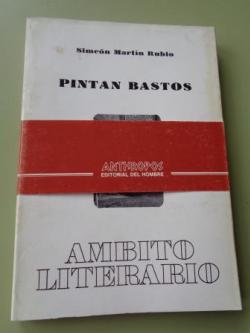 Simeón Martín Rubio
PINTAN BASTOS
ANTHROPOS
EDITORIAL DEL HOMBRE
AMBITO
LITERARIO